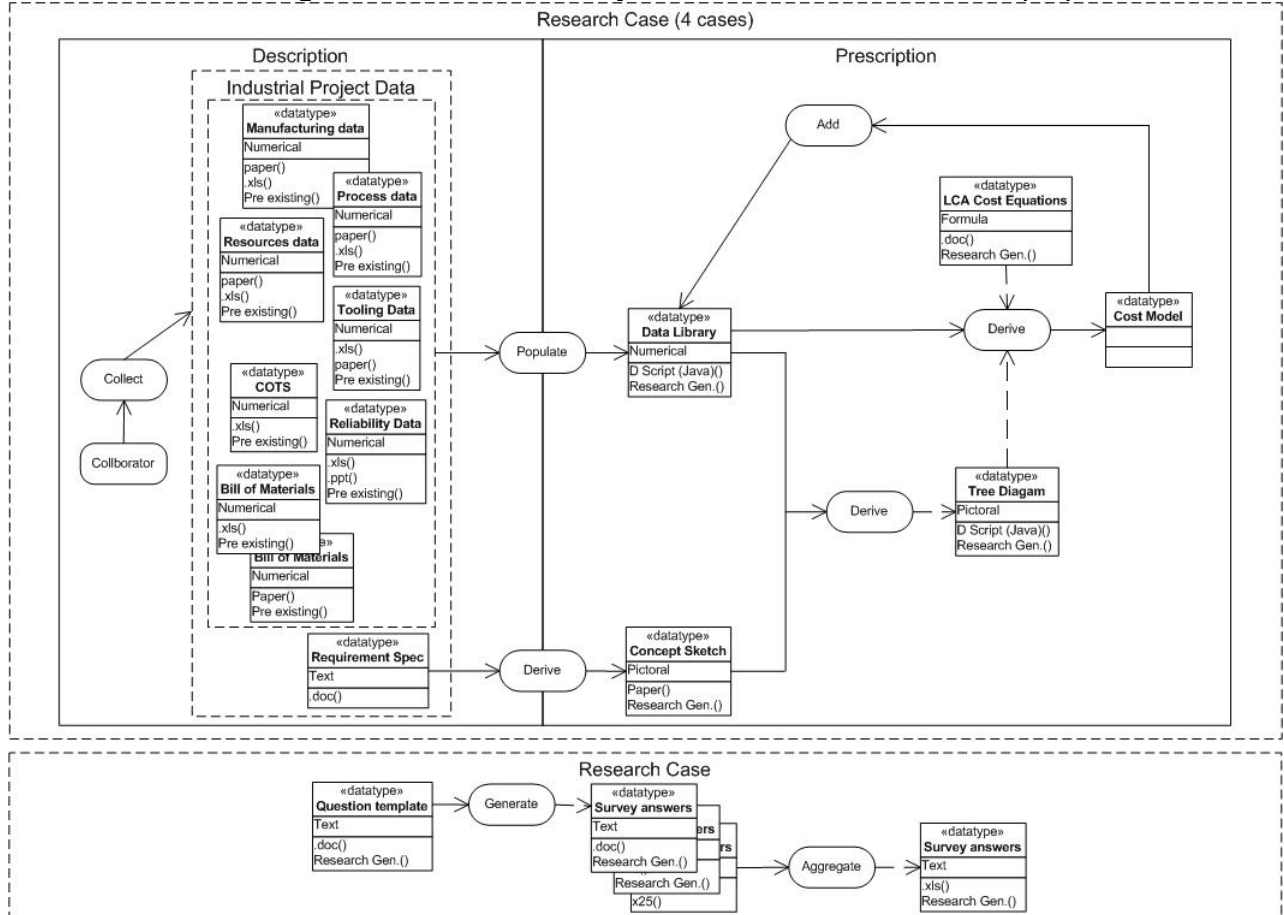 Research Case (4 cases)
Description
Prescription
Industrial Project Data
«datatype»
Manufacturing data
Numerical
paper()
.xls()
Pre existing()
«datatype»
Process data
Numerical
paper()
.xls()
Pre existing()
«datatype»
Resources data
Numerical
paper()
.xls()
Pre existing()
«datatype»
Tooling Data
Numerical
.xls()
paper()
Pre existing()
«datatype»
COTS
Numerical
.xls()
Pre existing()
«datatype»
Reliability Data
Numerical
.xls()
.ppt()
Pre existing()
«datatype»
Bill of Materials
Numerical
.xls()
Pre existing()
Bill of Materials
Numerical
Paper()
Pre existing()
«datatype»
Requirement Spec
Text
.doc()
Collect
Collborator
Populate
Derive
Add
«datatype»
LCA Cost Equations
Formula
.doc()
Research Gen.()
«datatype»
Data Library
Numerical
D Script (Java)()
Research Gen.()
Derive
«datatype»
Cost Model
Derive
«datatype»
Tree Diagam
Pictoral
D Script (Java)()
Research Gen.()
«datatype»
Concept Sketch
Pictoral
Paper()
Research Gen.()
Research Case
«datatype»
Question template
Text
.doc()
Research Gen.()
Generate
«datatype»
Survey answers
Text
.doc()
Research Gen.()
ers
Research Gen.()
rs
x25()
Aggregate
«datatype»
Survey answers
Text
.xls()
Research Gen.()